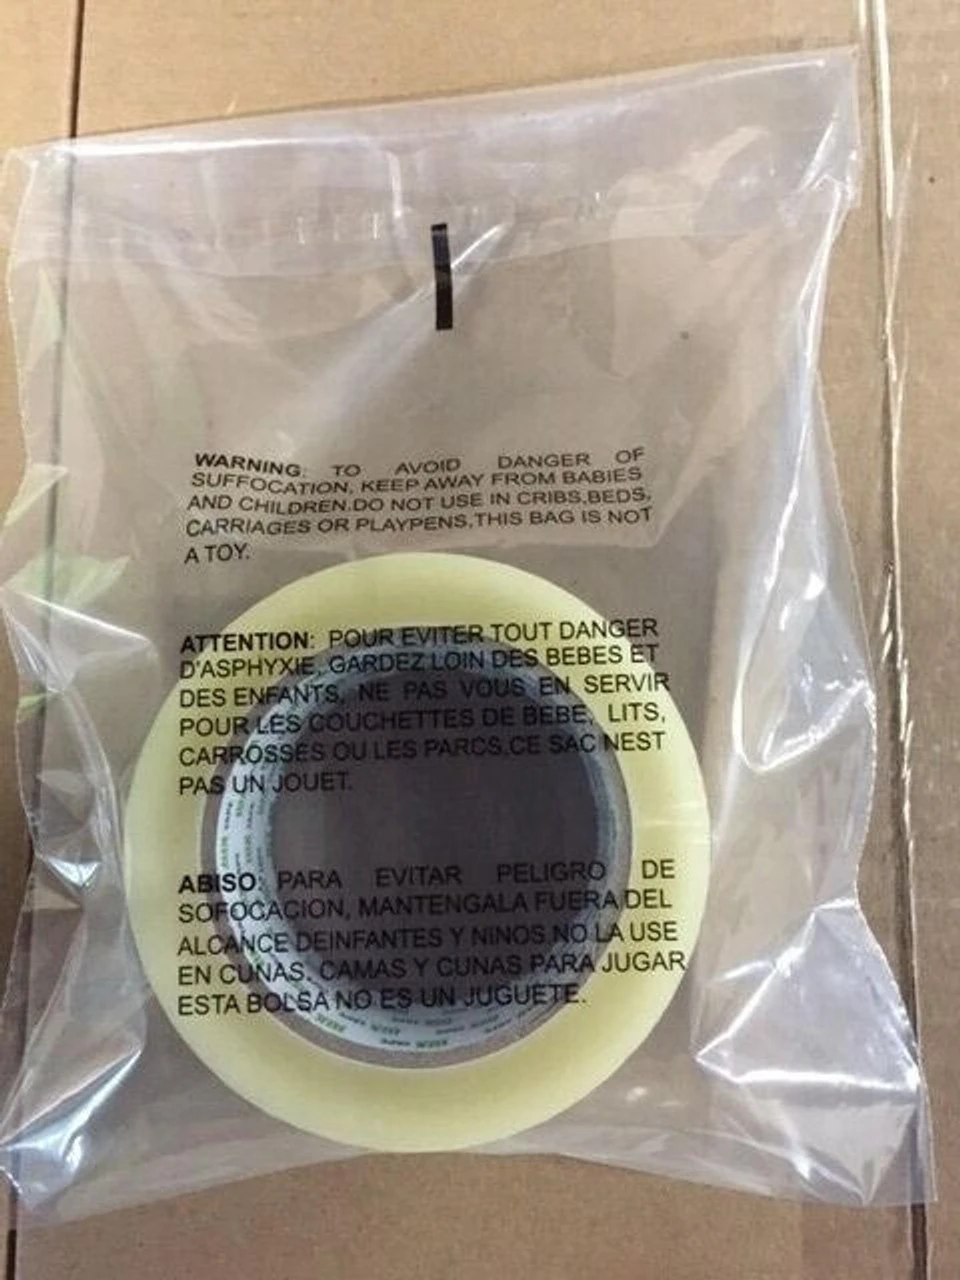 WARNING: TO AVOID DANGER OF
SUFFOCATION, KEEP AWAY FROM BABIES
AND CHILDREN.DO NOT USE IN CRIBS,BEDS,
CARRIAGES OR PLAYPENS,THIS BAG IS NOT
A TOY.
ATTENTION: POUR EVITER TOUT DANGER
D'ASPHYXIE, GARDEZ LOIN DES BEBES ET
DES ENFANTS, NE PAS VOUS EN SERVIR
POUR LES COUCHETTES DE BEBE, LITS,
CARROSSES OU LES PARCS.CE SAC NEST
PAS UN JOUET.
ABISO: PARA EVITAR PELIGRO DE
SOFOCACION, MANTENGALA FUERA DEL
ALCANCE DEINFANTES Y NINOS,NO LA USE
EN CUNAS. CAMAS Y CUNAS PARA JUGAR
ESTA BOLSA NO ES UN JUGUETE.